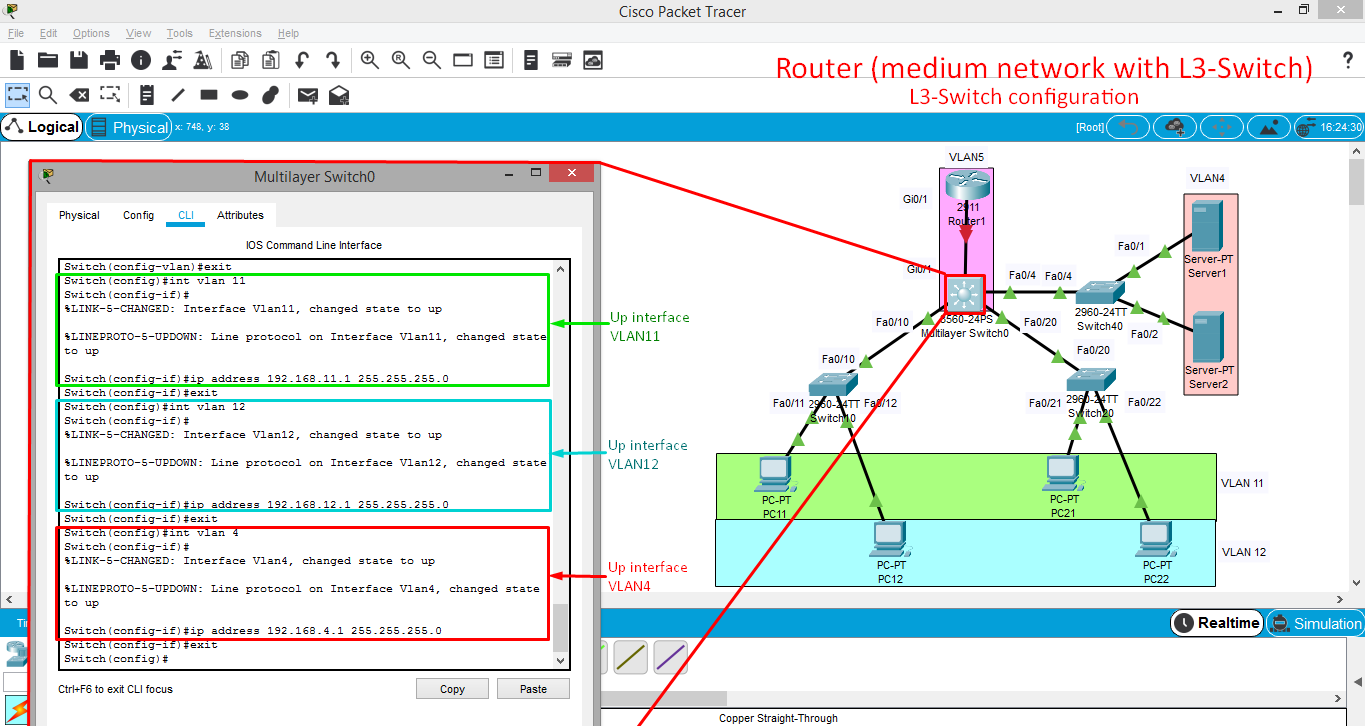 Cisco Packet Tracer
File Edit Options View Tools Extensions Help
Router (medium network with L3-Switch)
L3-Switch configuration
Logical Physical x: 748, y: 38 [Root] 16:24:30
Multilayer Switch0
Physical Config CLI Attributes
IOS Command Line Interface
Switch(config-vlan)#exit
Switch(config)#int vlan 11
Switch(config-if)#
%LINK-5-CHANGED: Interface Vlan11, changed state to up
%LINEPROTO-5-UPDOWN: Line protocol on Interface Vlan11, changed state
to up
Switch(config-if)#ip address 192.168.11.1 255.255.255.0
Switch(config-if)#exit
Switch(config)#int vlan 12
Switch(config-if)#
%LINK-5-CHANGED: Interface Vlan12, changed state to up
%LINEPROTO-5-UPDOWN: Line protocol on Interface Vlan12, changed state
to up
Switch(config-if)#ip address 192.168.12.1 255.255.255.0
Switch(config-if)#exit
Switch(config)#int vlan 4
Switch(config-if)#
%LINK-5-CHANGED: Interface Vlan4, changed state to up
%LINEPROTO-5-UPDOWN: Line protocol on Interface Vlan4, changed state
to up
Switch(config-if)#ip address 192.168.4.1 255.255.255.0
Switch(config-if)#exit
Switch(config)#
Ctrl+F6 to exit CLI focus
Copy Paste
Up interface
VLAN11
Up interface
VLAN12
Up interface
VLAN4
VLAN5
Gi0/1
2911
Router1
Gi0/1
3560-24PS
Multilayer Switch0
VLAN4
Fa0/1
Server-PT
Server1
Fa0/4 Fa0/4
2960-24TT
Switch40
Fa0/2
Server-PT
Server2
Fa0/10
Fa0/20
Fa0/10
Fa0/20
2960-24TT
Switch10
Fa0/11
Fa0/12
2960-24TT
Switch20
Fa0/21
Fa0/22
PC-PT
PC11
PC-PT
PC21
VLAN 11
PC-PT
PC12
PC-PT
PC22
VLAN 12
Realtime Simulation
Copper Straight-Through